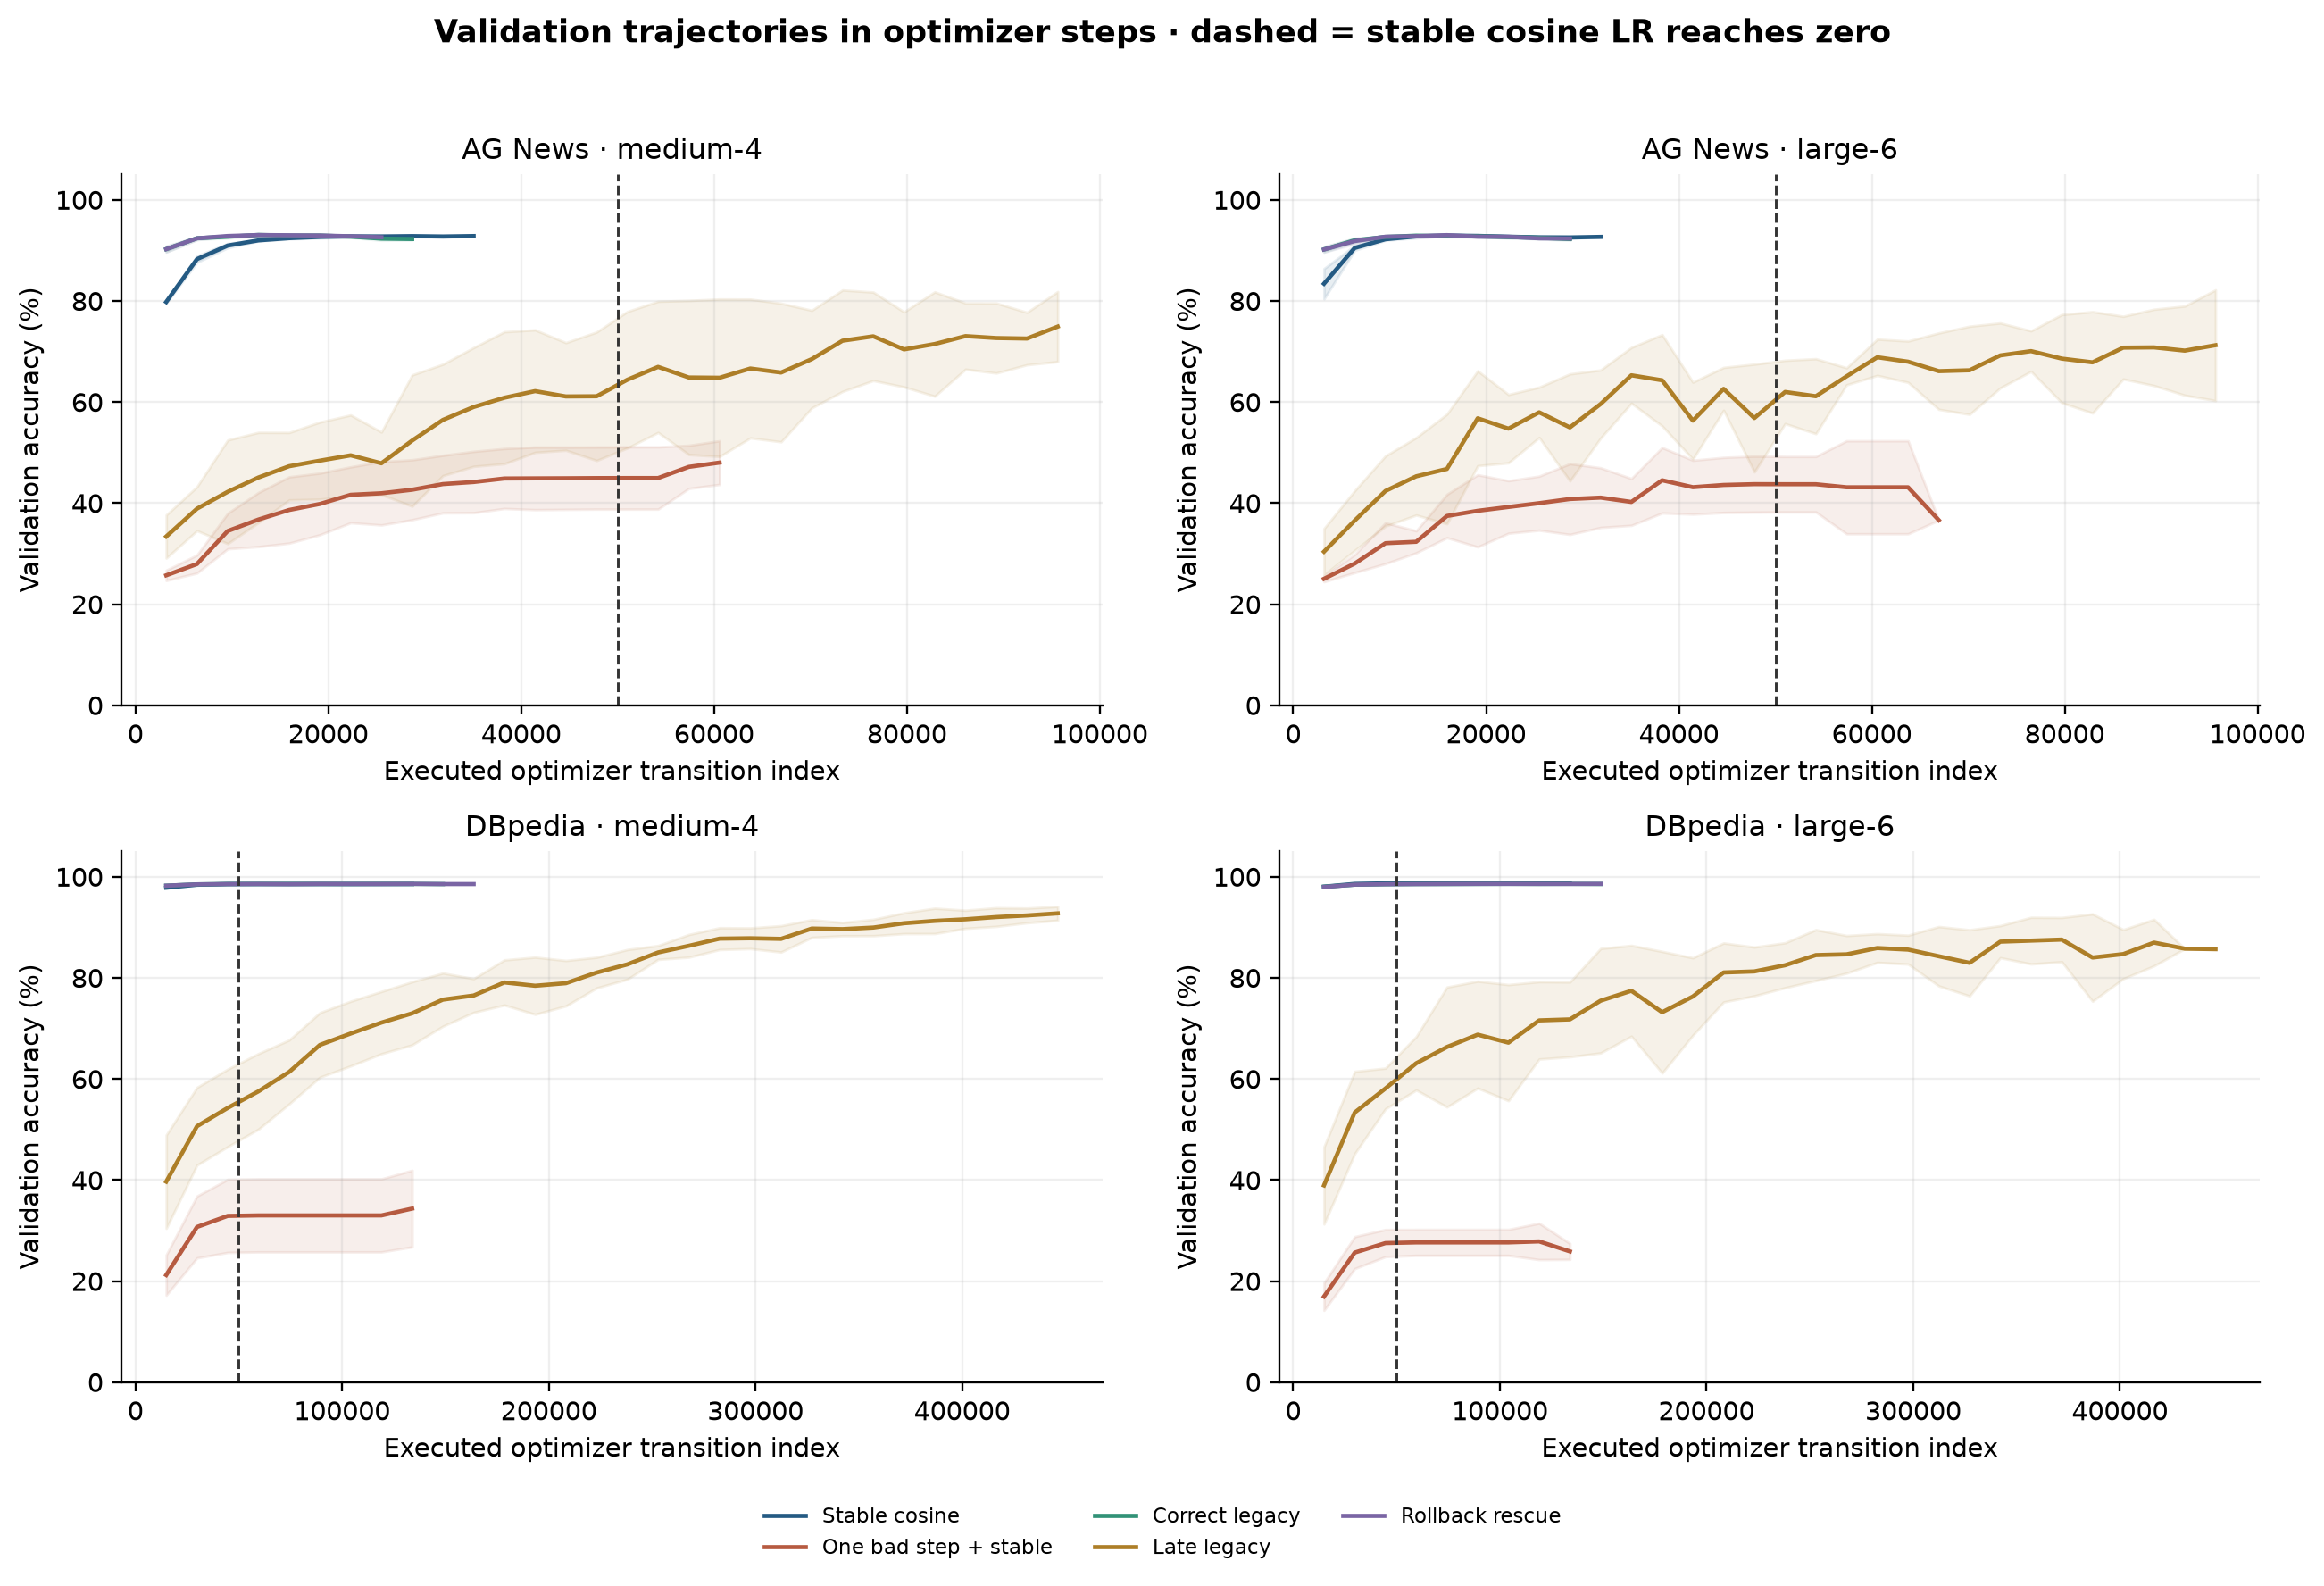 Validation trajectories in optimizer steps · dashed = stable cosine LR reaches zero
AG News · medium-4
100
80
60
40
20
0
Validation accuracy (%)
0 20000 40000 60000 80000 100000
Executed optimizer transition index
AG News · large-6
100
80
60
40
20
0
Validation accuracy (%)
0 20000 40000 60000 80000 100000
Executed optimizer transition index
DBpedia · medium-4
100
80
60
40
20
0
Validation accuracy (%)
0 100000 200000 300000 400000
Executed optimizer transition index
DBpedia · large-6
100
80
60
40
20
0
Validation accuracy (%)
0 100000 200000 300000 400000
Executed optimizer transition index
Stable cosine Correct legacy Rollback rescue
One bad step + stable Late legacy